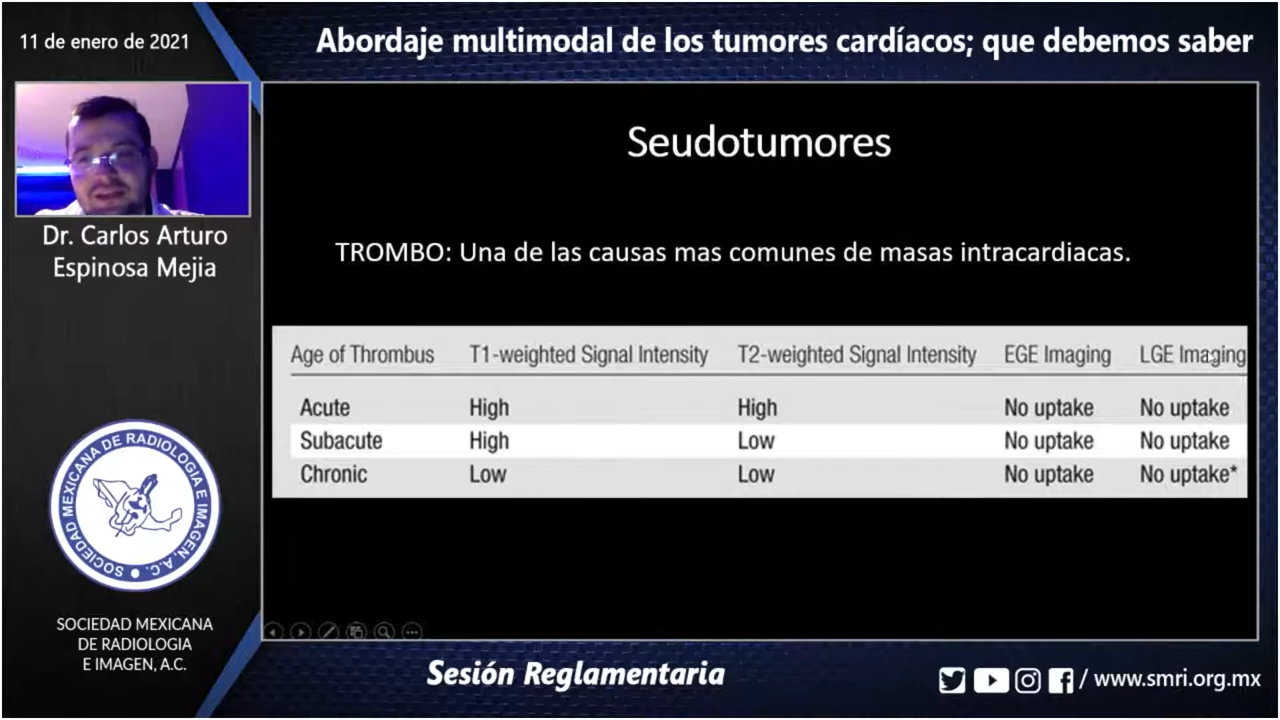 11 de enero de 2021
Abordaje multimodal de los tumores cardíacos; que debemos saber
Dr. Carlos Arturo
Espinosa Mejia
Seudotumores
TROMBO: Una de las causas mas comunes de masas intracardiacas.
Age of Thrombus T1-weighted Signal Intensity T2-weighted Signal Intensity EGE Imaging LGE Imaging
Acute High High No uptake No uptake
Subacute High Low No uptake No uptake
Chronic Low Low No uptake No uptake*
SOCIEDAD MEXICANA DE RADIOLOGIA E IMAGEN, A.C.
SOCIEDAD MEXICANA
DE RADIOLOGIA
E IMAGEN, A.C.
Sesión Reglamentaria
/ www.smri.org.mx